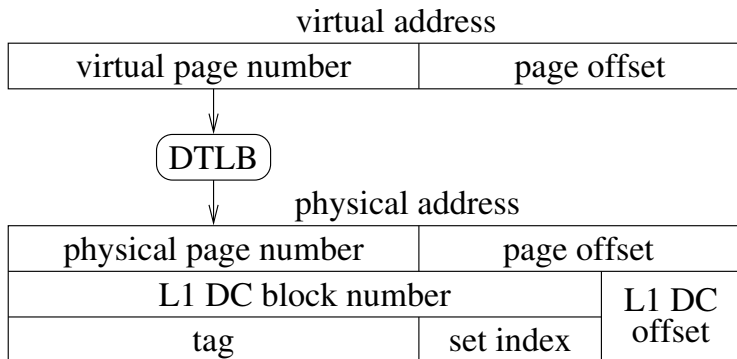 virtual address
virtual page number page offset
DTLB
physical address
physical page number page offset
L1 DC block number L1 DC
offset
tag set index